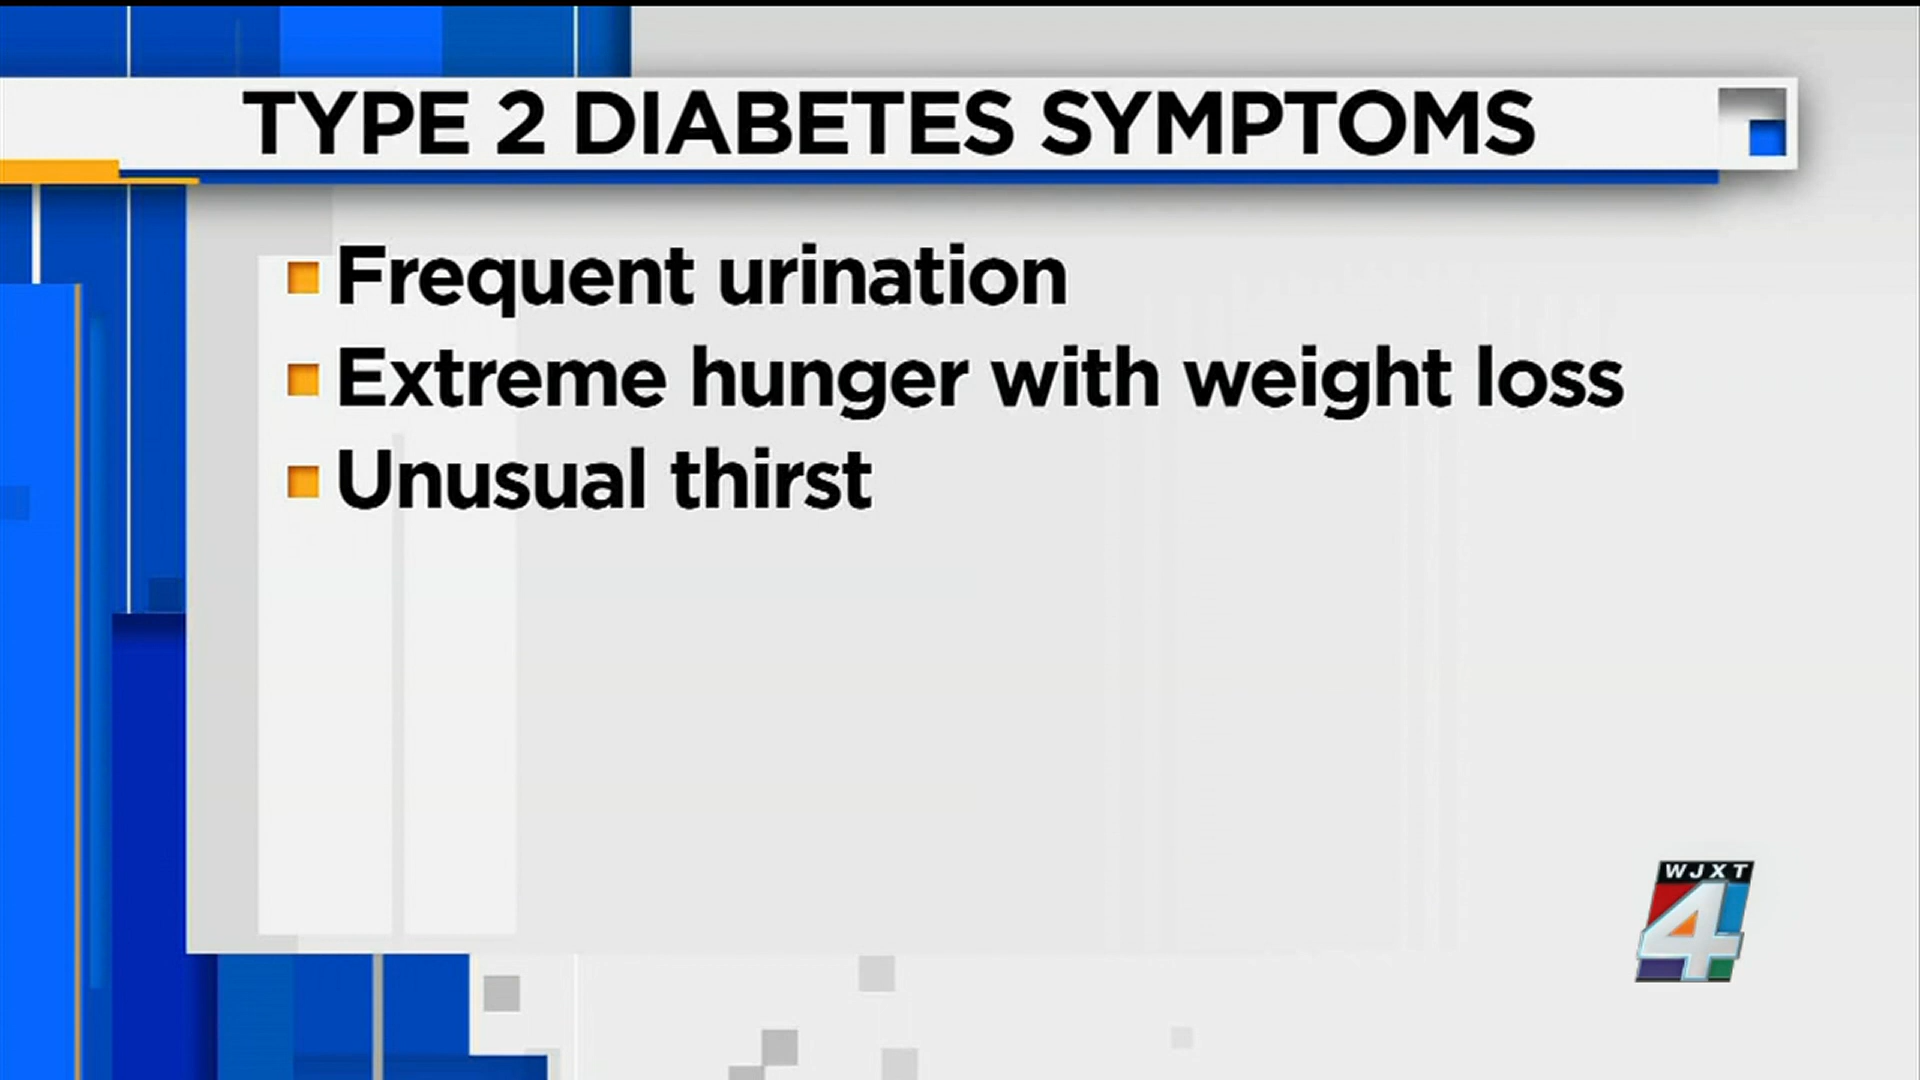 TYPE 2 DIABETES SYMPTOMS
Frequent urination
Extreme hunger with weight loss
Unusual thirst
WJXT
4